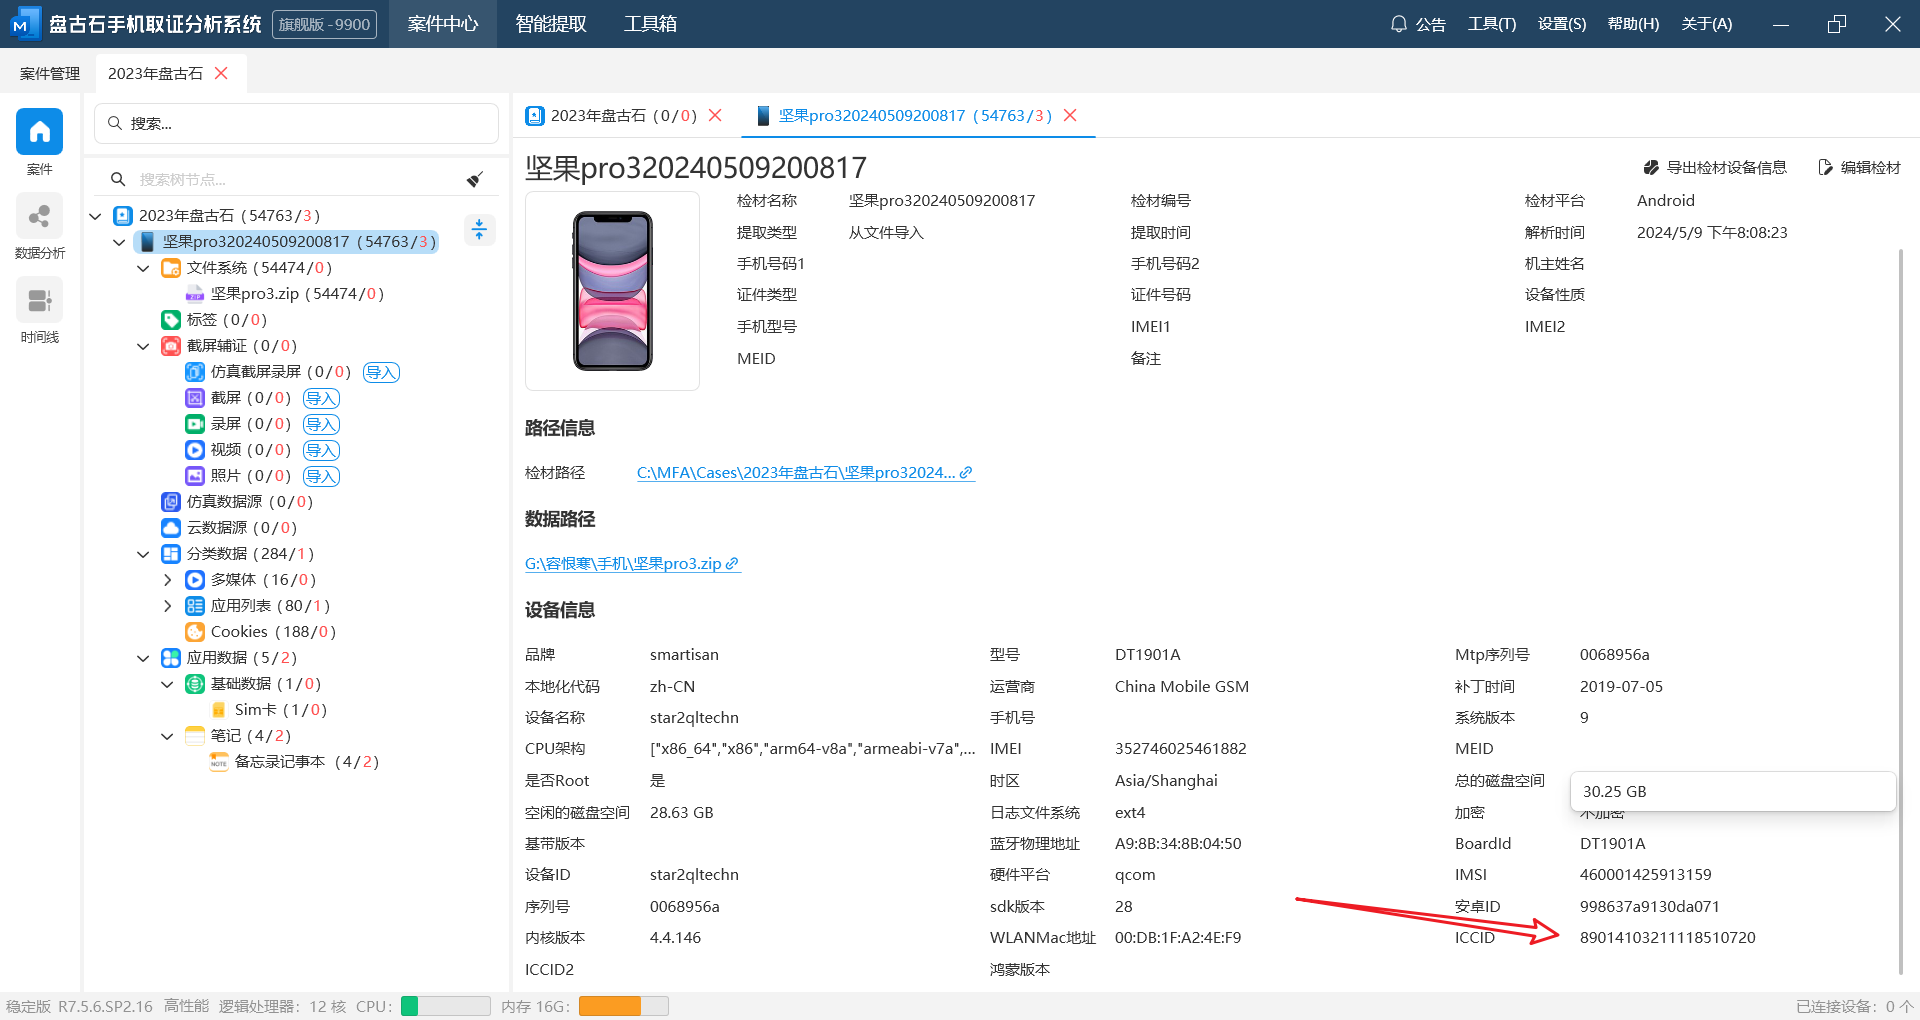 盘古石手机取证分析系统 旗舰版 - 9900 案件中心 智能提取 工具箱 公告 工具(T) 设置(S) 帮助(H) 关于(A)
案件管理 2023年盘古石
搜索...
案件
数据分析
时间线
搜索树节点...
2023年盘古石 (54763/3)
坚果pro320240509200817 (54763/3)
文件系统 (54474/0)
坚果pro3.zip (54474/0)
标签 (0/0)
截屏辅证 (0/0)
仿真截屏录屏 (0/0) 导入
截屏 (0/0) 导入
录屏 (0/0) 导入
视频 (0/0) 导入
照片 (0/0) 导入
仿真数据源 (0/0)
云数据源 (0/0)
分类数据 (284/1)
多媒体 (16/0)
应用列表 (80/1)
Cookies (188/0)
应用数据 (5/2)
基础数据 (1/0)
Sim卡 (1/0)
笔记 (4/2)
备忘录记事本 (4/2)
2023年盘古石 (0/0) 坚果pro320240509200817 (54763/3)
坚果pro320240509200817 导出检材设备信息 编辑检材
检材名称 坚果pro320240509200817 检材编号 检材平台 Android
提取类型 从文件导入 提取时间 解析时间 2024/5/9 下午8:08:23
手机号码1 手机号码2 机主姓名
证件类型 证件号码 设备性质
手机型号 IMEI1 IMEI2
MEID 备注
路径信息
检材路径 C:\MFA\Cases\2023年盘古石\坚果pro32024...
数据路径
G:\容恨寒\手机\坚果pro3.zip
设备信息
品牌 smartisan 型号 DT1901A Mtp序列号 0068956a
本地化代码 zh-CN 运营商 China Mobile GSM 补丁时间 2019-07-05
设备名称 star2qltechn 手机号 系统版本 9
CPU架构 ["x86_64","x86","arm64-v8a","armeabi-v7a",... IMEI 352746025461882 MEID
是否Root 是 时区 Asia/Shanghai 总的磁盘空间 30.25 GB
空闲的磁盘空间 28.63 GB 日志文件系统 ext4 加密 未加密
基带版本 蓝牙物理地址 A9:8B:34:8B:04:50 BoardId DT1901A
设备ID star2qltechn 硬件平台 qcom IMSI 460001425913159
序列号 0068956a sdk版本 28 安卓ID 998637a9130da071
内核版本 4.4.146 WLANMac地址 00:DB:1F:A2:4E:F9 ICCID 89014103211118510720
ICCID2 鸿蒙版本
稳定版 R7.5.6.SP2.16 高性能 逻辑处理器: 12 核 CPU: 内存 16G: 已连接设备: 0 个